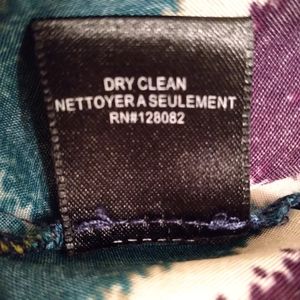 DRY CLEAN
NETTOYER A SEULEMENT
RN#128082